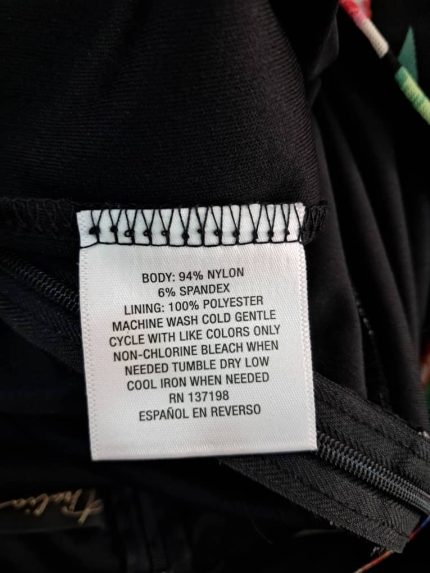 BODY: 94% NYLON
6% SPANDEX
LINING: 100% POLYESTER
MACHINE WASH COLD GENTLE
CYCLE WITH LIKE COLORS ONLY
NON-CHLORINE BLEACH WHEN
NEEDED TUMBLE DRY LOW
COOL IRON WHEN NEEDED
RN 137198
ESPAÑOL EN REVERSO